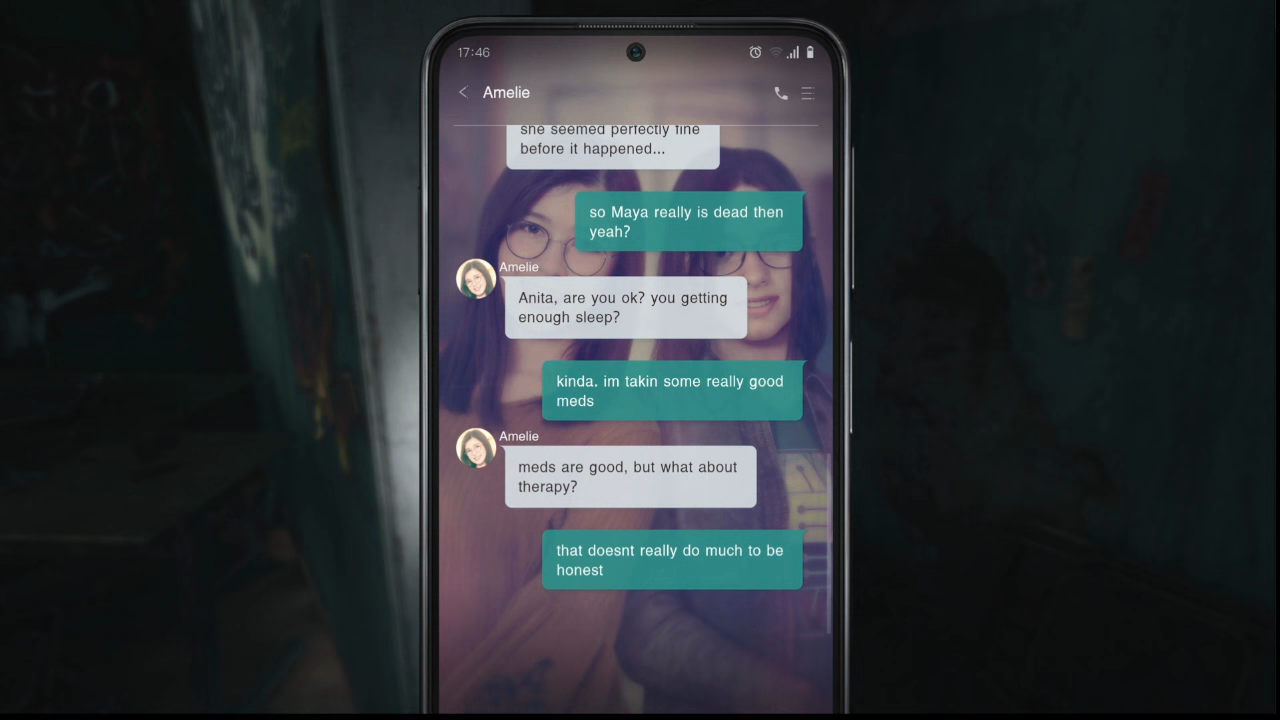 17:46
Amelie
she seemed perfectly fine
before it happened...
so Maya really is dead then
yeah?
Amelie
Anita, are you ok? you getting
enough sleep?
kinda. im takin some really good
meds
Amelie
meds are good, but what about
therapy?
that doesnt really do much to be
honest